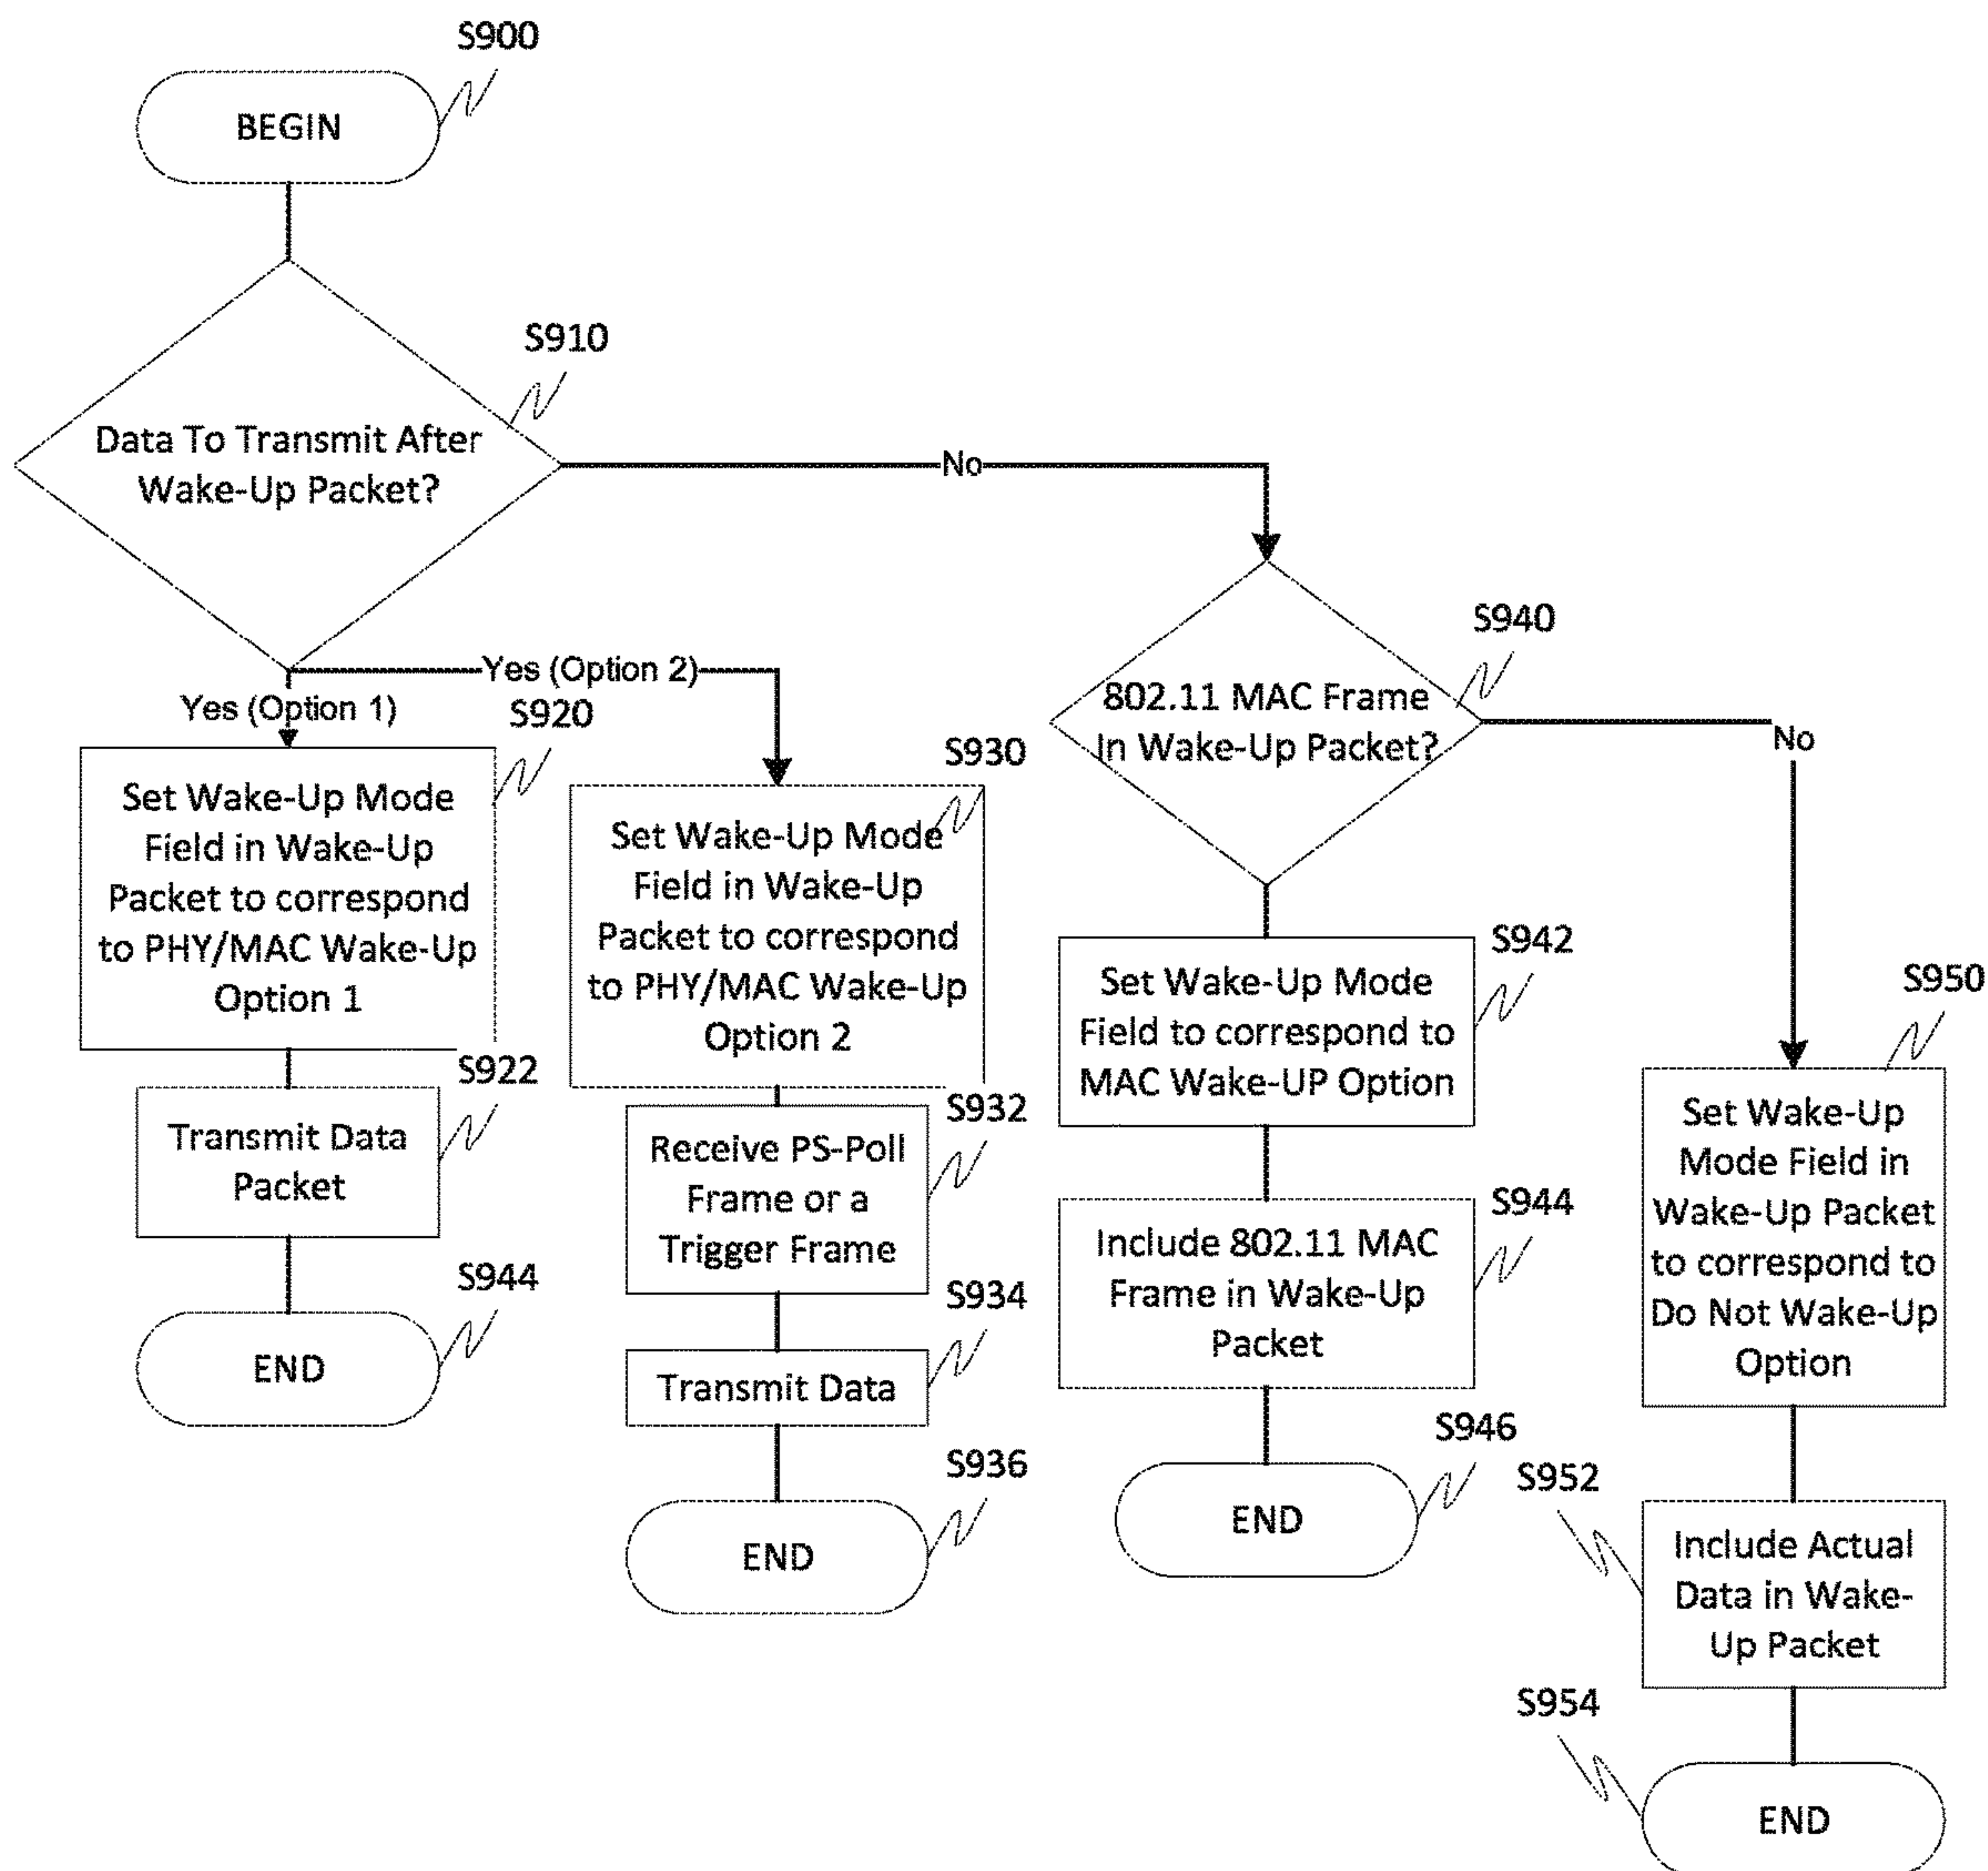 S900
BEGIN
S910
Data To Transmit After
Wake-Up Packet?
No
Yes (Option 1)
Yes (Option 2)
S920
Set Wake-Up Mode
Field in Wake-Up
Packet to correspond
to PHY/MAC Wake-Up
Option 1
S922
Transmit Data
Packet
S944
END
S930
Set Wake-Up Mode
Field in Wake-Up
Packet to correspond
to PHY/MAC Wake-Up
Option 2
S932
Receive PS-Poll
Frame or a
Trigger Frame
S934
Transmit Data
S936
END
S940
802.11 MAC Frame
In Wake-Up Packet?
No
S942
Set Wake-Up Mode
Field to correspond to
MAC Wake-UP Option
S944
Include 802.11 MAC
Frame in Wake-Up
Packet
S946
END
S950
Set Wake-Up
Mode Field in
Wake-Up Packet
to correspond to
Do Not Wake-Up
Option
S952
Include Actual
Data in Wake-
Up Packet
S954
END